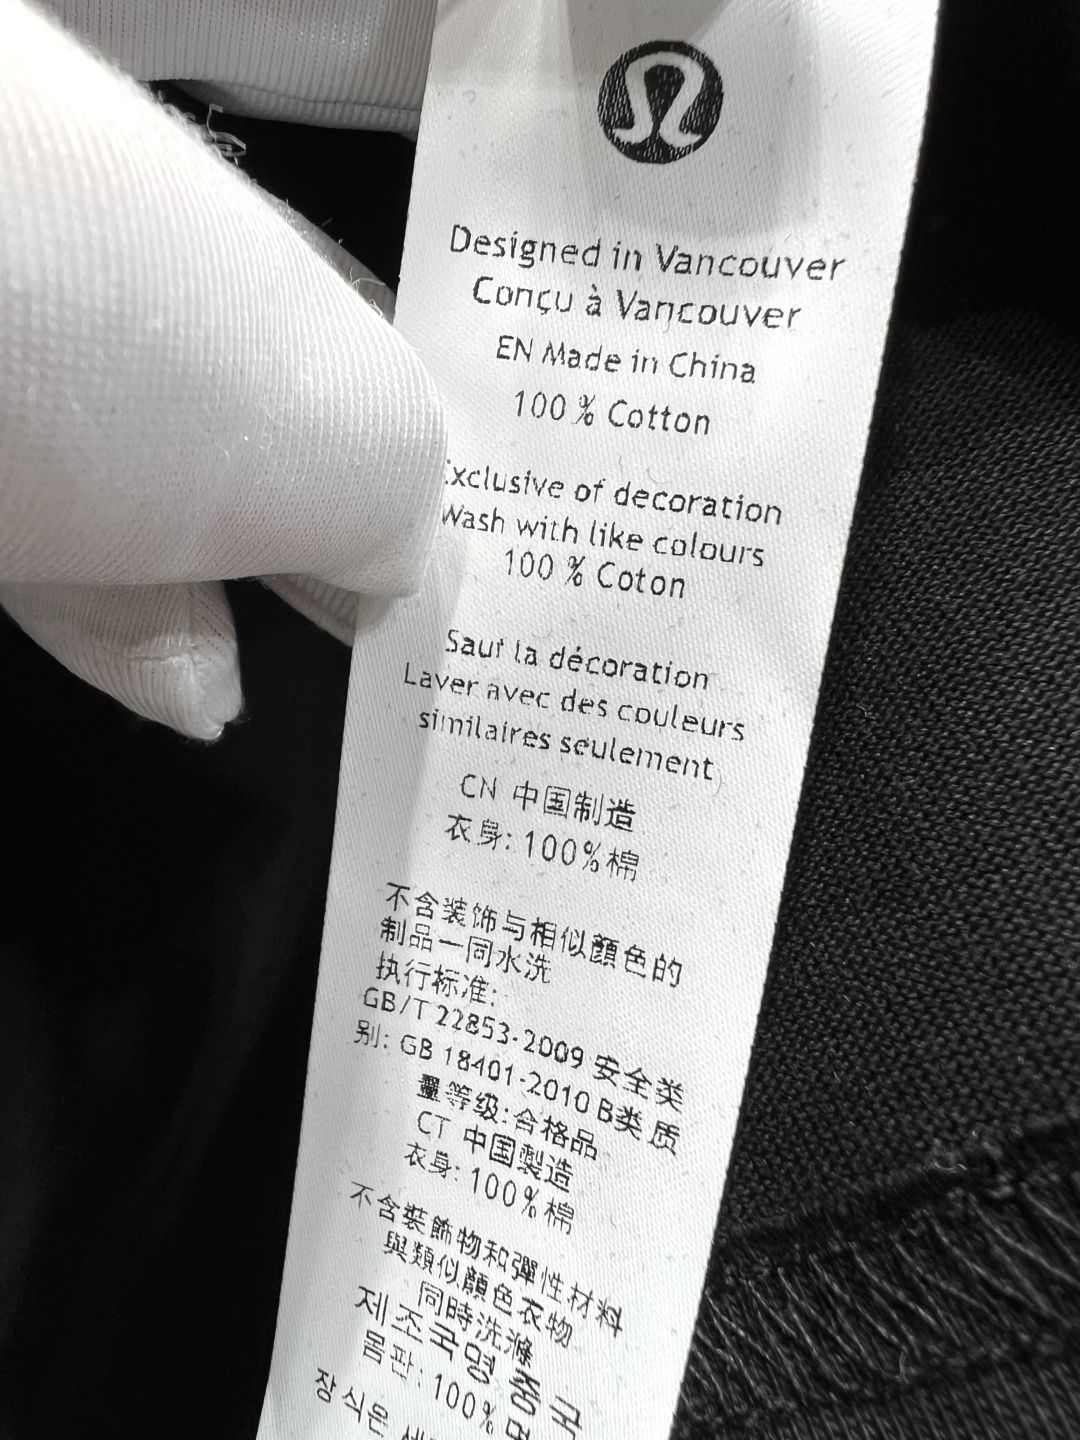 Designed in Vancouver
Conçu à Vancouver
EN Made in China
100 % Cotton
xclusive of decoration
Wash with like colours
100 % Coton
Sauf la décoration
Laver avec des couleurs
similaires seulement
CN 中国制造
衣身: 100%棉
不含装饰与相似顏色的
制品一同水洗
执行标准:
GB/T 22853-2009 安全类
别: GB 18401-2010 B类 质
量等级:合格品
CT 中国製造
衣身: 100%棉
不含裝飾物和彈性材料
與類似顏色衣物
同時洗滌
제조국명 중국
몸판: 100%
장식은